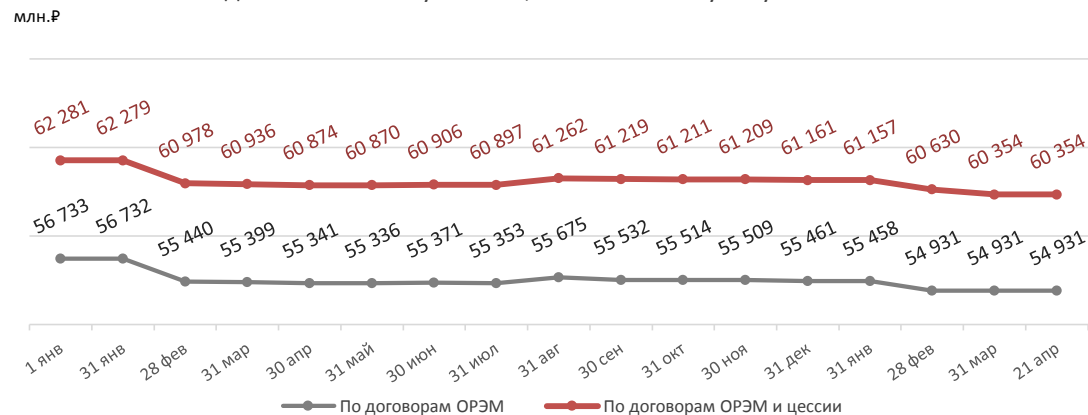 млн.₽
62 281 62 279 60 978 60 936 60 874 60 870 60 906 60 897 61 262 61 219 61 211 61 209 61 161 61 157 60 630 60 354 60 354
56 733 56 732 55 440 55 399 55 341 55 336 55 371 55 353 55 675 55 532 55 514 55 509 55 461 55 458 54 931 54 931 54 931
1 янв 31 янв 28 фев 31 мар 30 апр 31 май 30 июн 31 июл 31 авг 30 сен 31 окт 30 ноя 31 дек 31 янв 28 фев 31 мар 21 апр
По договорам ОРЭМ По договорам ОРЭМ и цессии